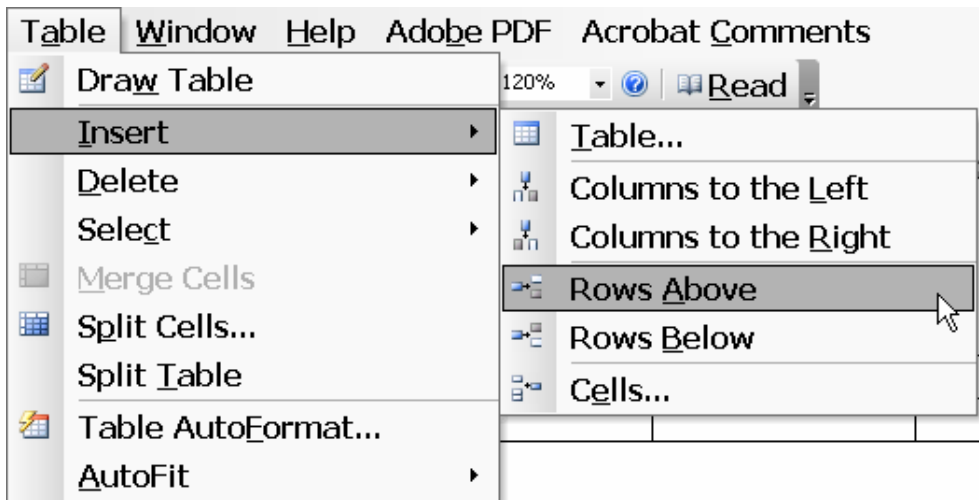 Table Window Help Adobe PDF Acrobat Comments
Draw Table
120%
Read
Insert
Table...
Delete
Columns to the Left
Select
Columns to the Right
Merge Cells
Rows Above
Split Cells...
Rows Below
Split Table
Cells...
Table AutoFormat...
AutoFit